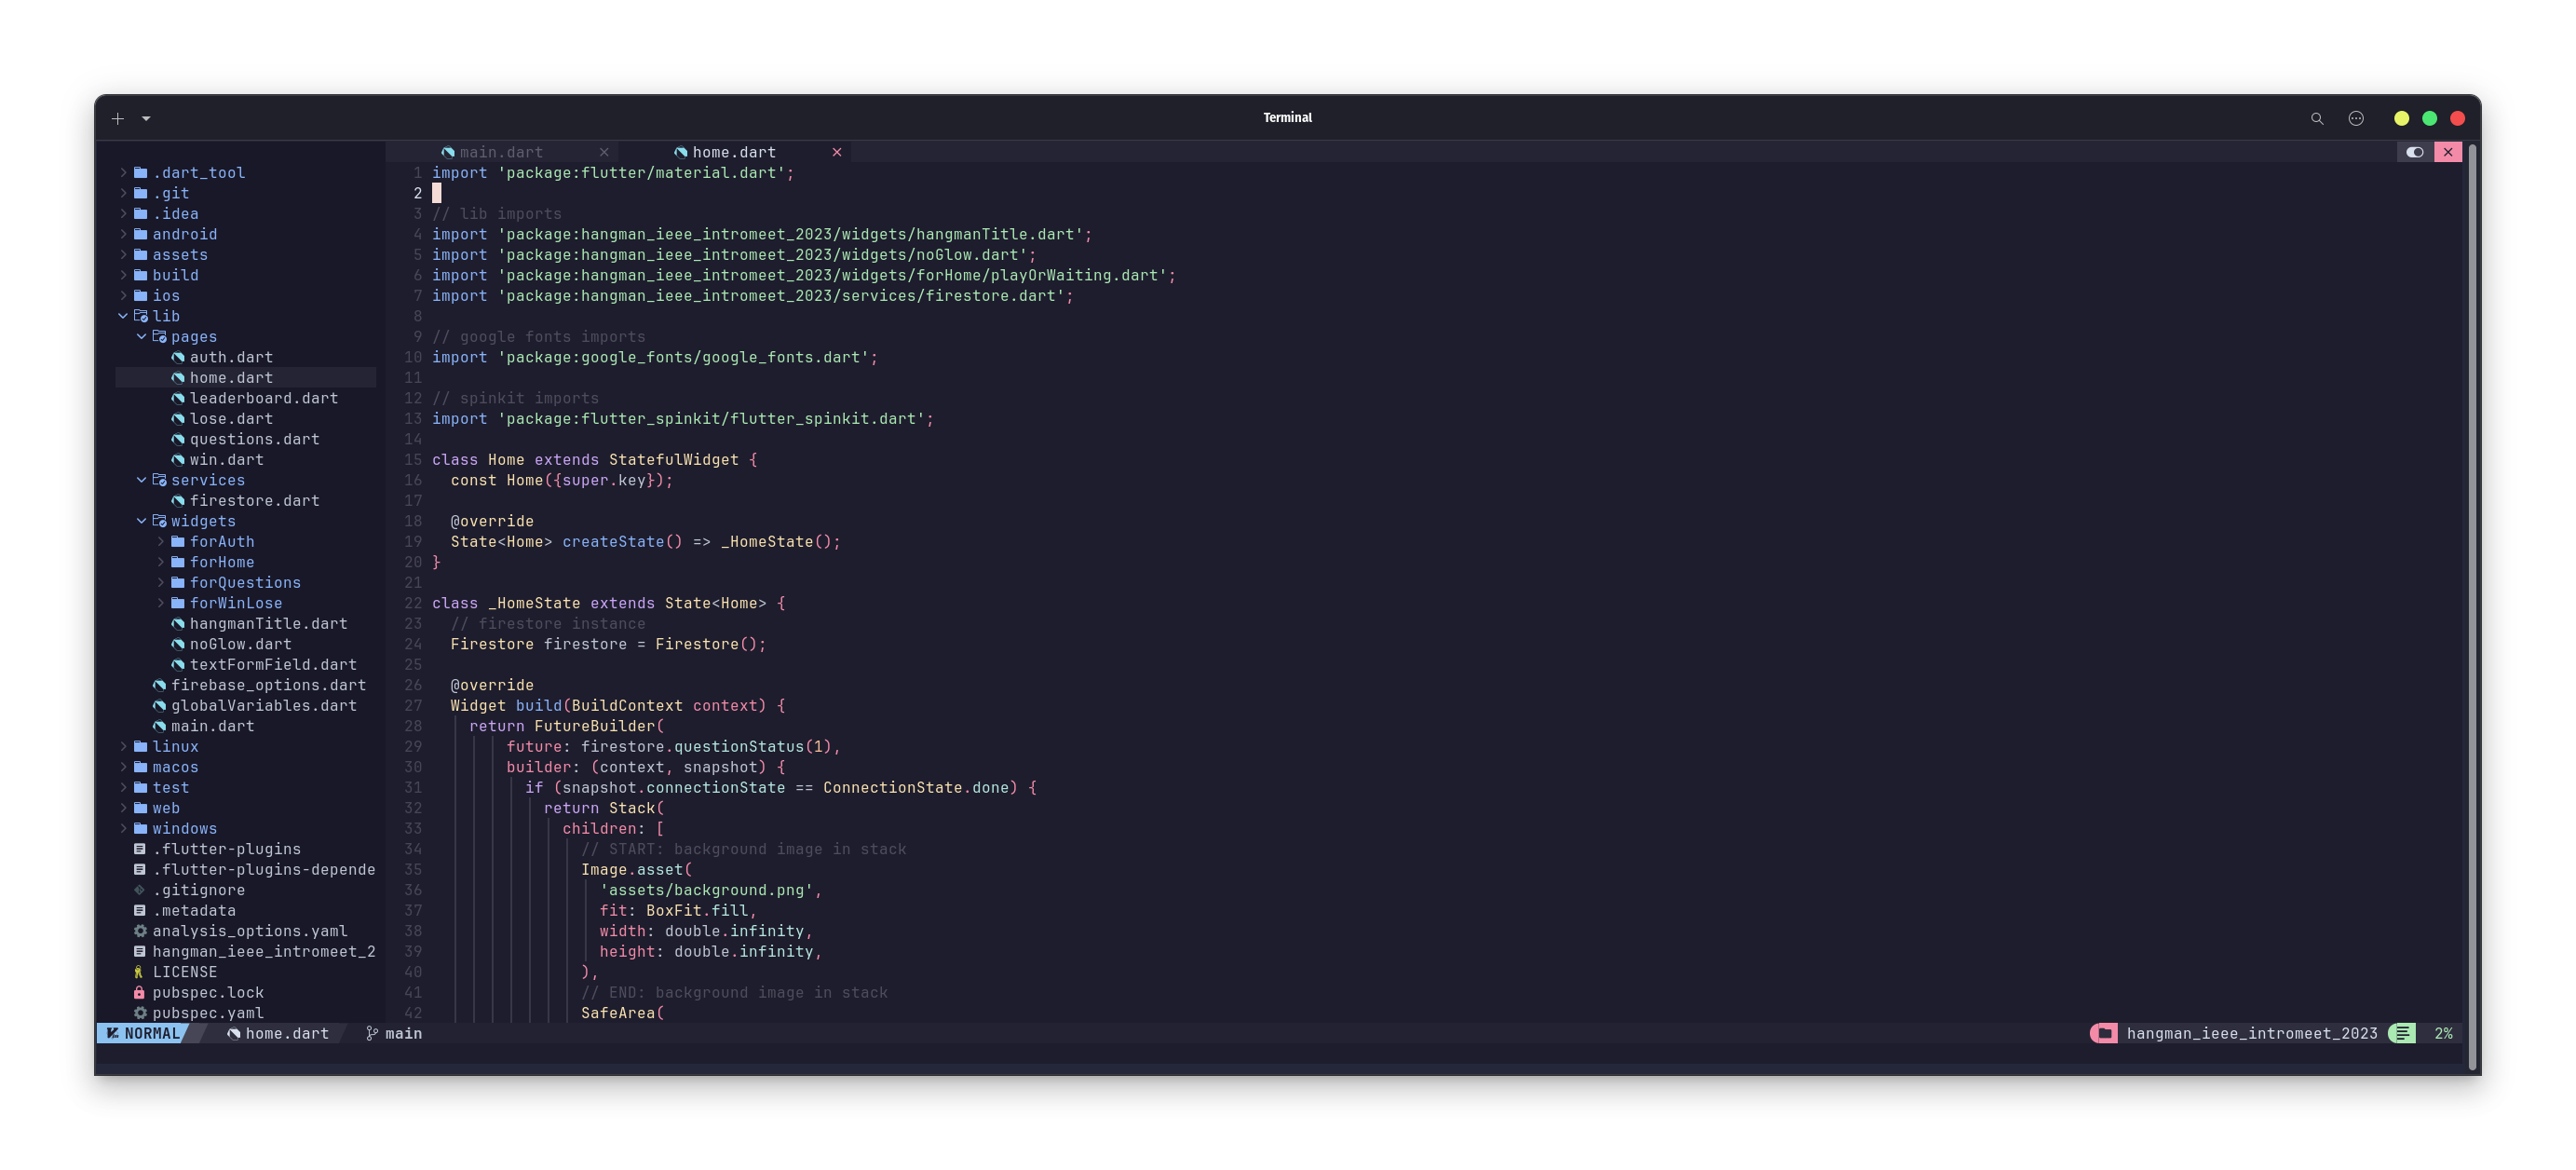 Terminal
main.dart
home.dart
.dart_tool
.git
.idea
android
assets
build
ios
lib
pages
auth.dart
home.dart
leaderboard.dart
lose.dart
questions.dart
win.dart
services
firestore.dart
widgets
forAuth
forHome
forQuestions
forWinLose
hangmanTitle.dart
noGlow.dart
textFormField.dart
firebase_options.dart
globalVariables.dart
main.dart
linux
macos
test
web
windows
.flutter-plugins
.flutter-plugins-depende
.gitignore
.metadata
analysis_options.yaml
hangman_ieee_intromeet_2
LICENSE
pubspec.lock
pubspec.yaml
1 import 'package:flutter/material.dart';
2
3 // lib imports
4 import 'package:hangman_ieee_intromeet_2023/widgets/hangmanTitle.dart';
5 import 'package:hangman_ieee_intromeet_2023/widgets/noGlow.dart';
6 import 'package:hangman_ieee_intromeet_2023/widgets/forHome/playOrWaiting.dart';
7 import 'package:hangman_ieee_intromeet_2023/services/firestore.dart';
8
9 // google fonts imports
10 import 'package:google_fonts/google_fonts.dart';
11
12 // spinkit imports
13 import 'package:flutter_spinkit/flutter_spinkit.dart';
14
15 class Home extends StatefulWidget {
16 const Home({super.key});
17
18 @override
19 State<Home> createState() => _HomeState();
20 }
21
22 class _HomeState extends State<Home> {
23 // firestore instance
24 Firestore firestore = Firestore();
25
26 @override
27 Widget build(BuildContext context) {
28 return FutureBuilder(
29 future: firestore.questionStatus(1),
30 builder: (context, snapshot) {
31 if (snapshot.connectionState == ConnectionState.done) {
32 return Stack(
33 children: [
34 // START: background image in stack
35 Image.asset(
36 'assets/background.png',
37 fit: BoxFit.fill,
38 width: double.infinity,
39 height: double.infinity,
40 ),
41 // END: background image in stack
42 SafeArea(
NORMAL home.dart main hangman_ieee_intromeet_2023 2%